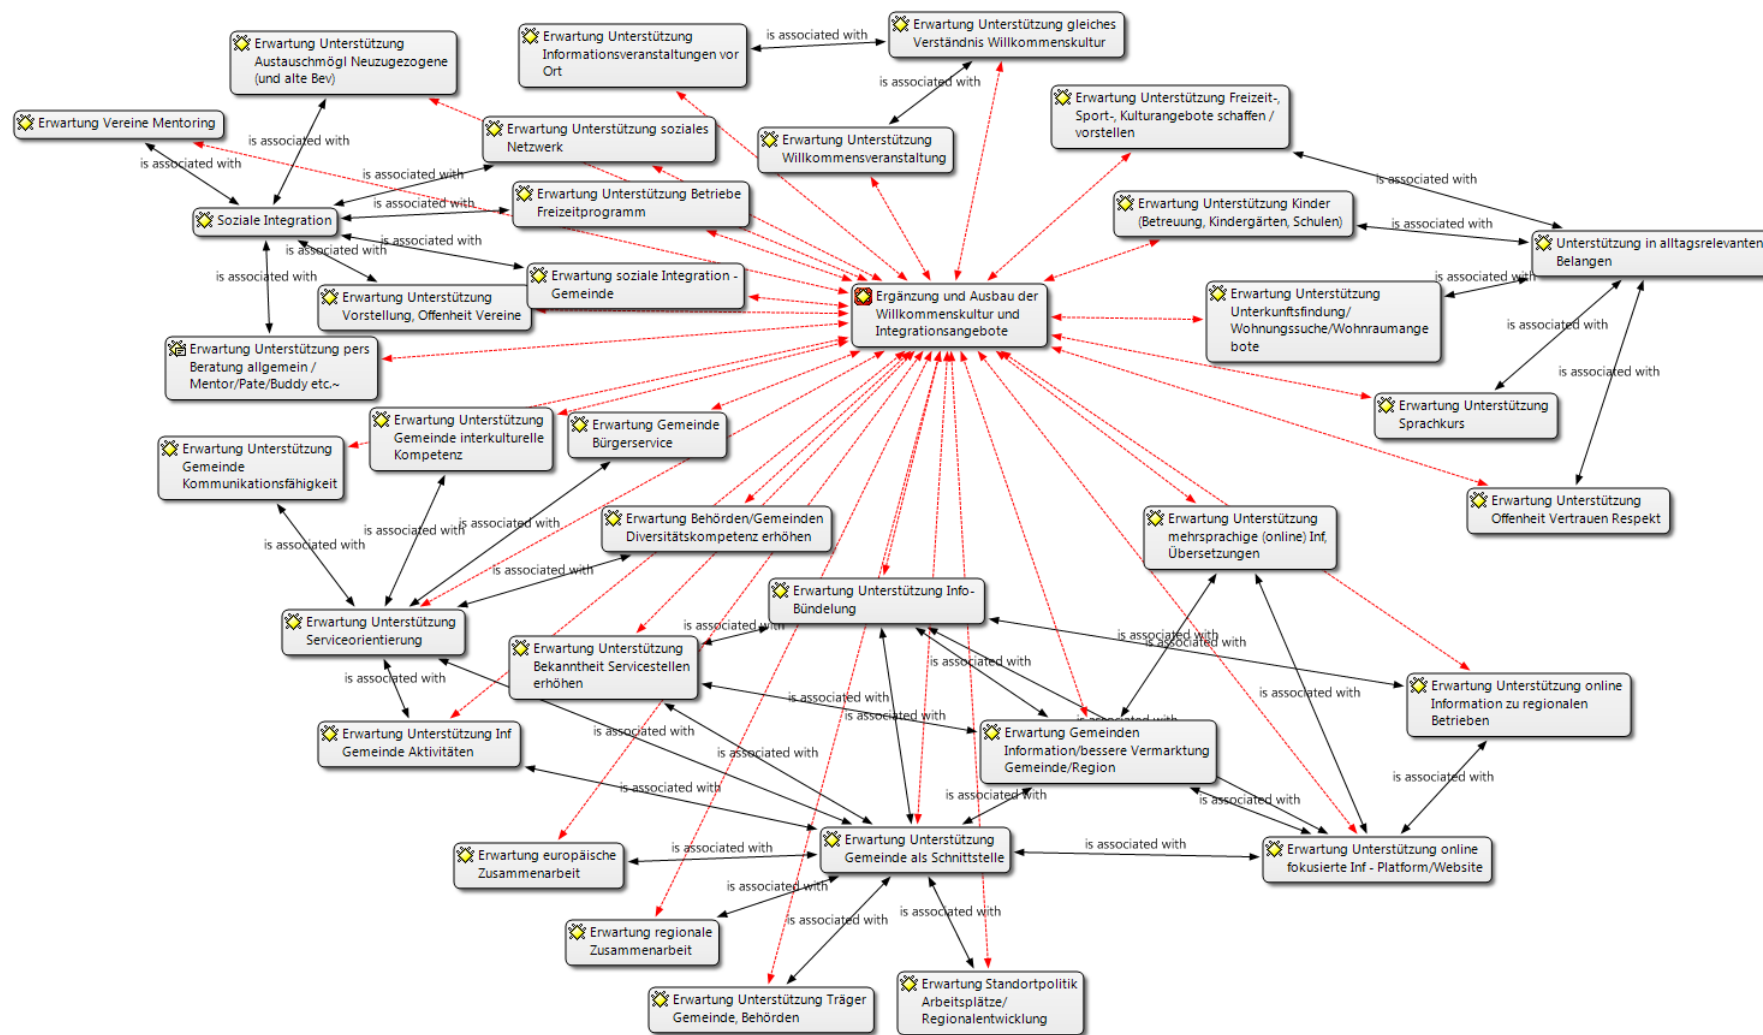 Erwartung Unterstützung gleiches
Verständnis Willkommenskultur
is associated with
Erwartung Unterstützung
Informationsveranstaltungen vor
Ort
Erwartung Unterstützung
Austauschmögl Neuzugezogene
(und alte Bev)
is associated with
Erwartung Unterstützung Freizeit-,
Sport-, Kulturangebote schaffen /
vorstellen
Erwartung Vereine Mentoring
is associated with
Erwartung Unterstützung soziales
Netzwerk
Erwartung Unterstützung
Willkommensveranstaltung
is associated with
is associated with
is associated with
Erwartung Unterstützung Betriebe
Freizeitprogramm
is associated with
Erwartung Unterstützung Kinder
(Betreuung, Kindergärten, Schulen)
is associated with
Soziale Integration
is associated with
is associated with
is associated with
is associated with
Unterstützung in alltagsrelevanten
Belangen
Erwartung soziale Integration -
Gemeinde
is associated with
Erwartung Unterstützung
Vorstellung, Offenheit Vereine
Ergänzung und Ausbau der
Willkommenskultur und
Integrationsangebote
Erwartung Unterstützung
Unterkunftsfindung/
Wohnungssuche/Wohnraumange
bote
is associated with
Erwartung Unterstützung pers
Beratung allgemein /
Mentor/Pate/Buddy etc.~
is associated with
Erwartung Unterstützung
Sprachkurs
Erwartung Unterstützung
Gemeinde interkulturelle
Kompetenz
Erwartung Gemeinde
Bürgerservice
Erwartung Unterstützung
Gemeinde
Kommunikationsfähigkeit
Erwartung Unterstützung
Offenheit Vertrauen Respekt
Erwartung Behörden/Gemeinden
Diversitätskompetenz erhöhen
Erwartung Unterstützung
mehrsprachige (online) Inf,
Übersetzungen
is associated with
is associated with
is associated with
is associated with
Erwartung Unterstützung Info-
Bündelung
Erwartung Unterstützung
Serviceorientierung
is associated with
is associated with
is associated with
Erwartung Unterstützung
Bekanntheit Servicestellen
erhöhen
is associated with
is associated with
Erwartung Unterstützung online
Information zu regionalen
Betrieben
is associated with
is associated with
Erwartung Unterstützung Inf
Gemeinde Aktivitäten
is associated with
Erwartung Gemeinden
Information/bessere Vermarktung
Gemeinde/Region
is associated with
is associated with
is associated with
is associated with
is associated with
is associated with
Erwartung Unterstützung
Gemeinde als Schnittstelle
is associated with
Erwartung Unterstützung online
fokusierte Inf - Platform/Website
Erwartung europäische
Zusammenarbeit
is associated with
is associated with
is associated with
is associated with
Erwartung regionale
Zusammenarbeit
Erwartung Standortpolitik
Arbeitsplätze/
Regionalentwicklung
Erwartung Unterstützung Träger
Gemeinde, Behörden